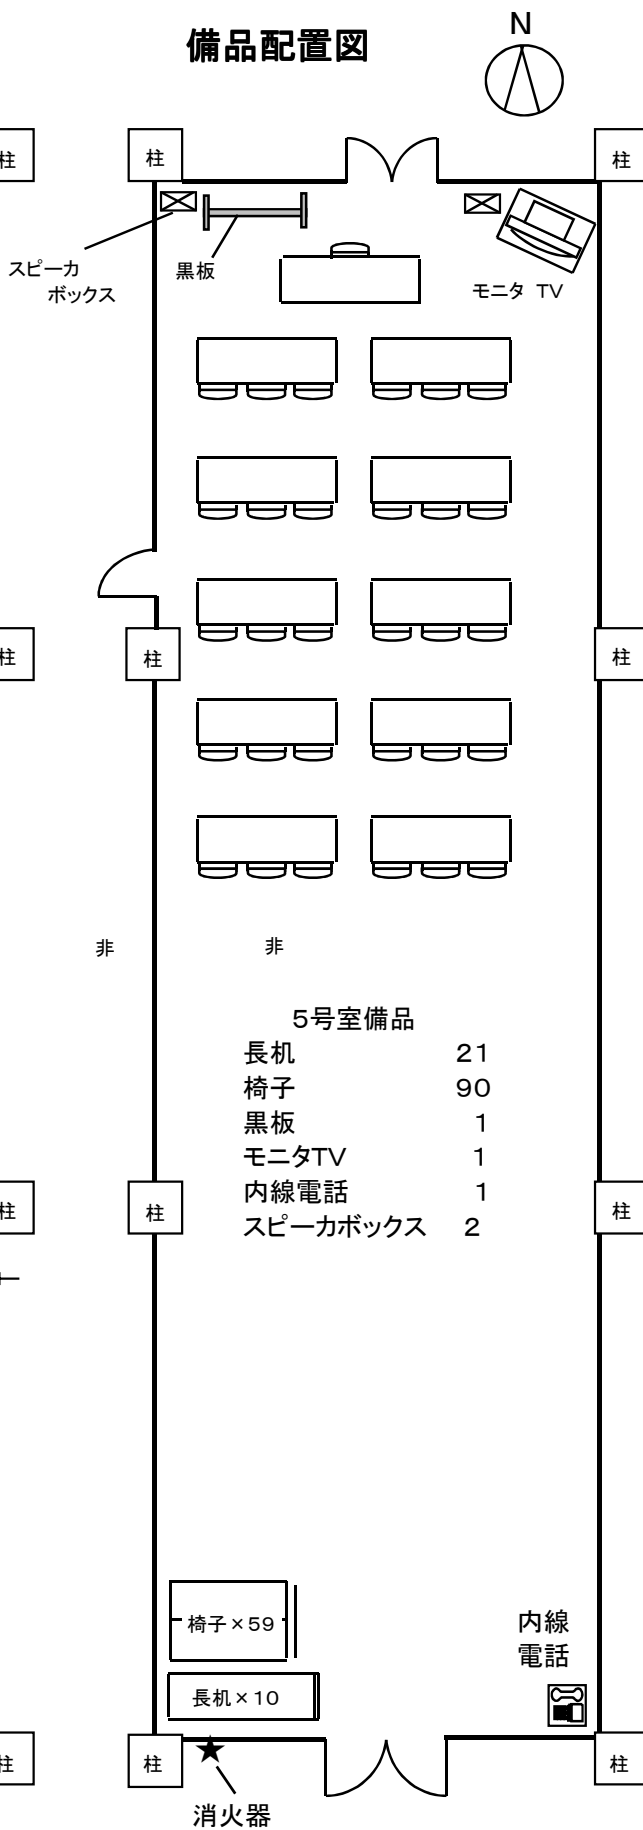 備品配置図
N
柱 柱 柱
スピーカ
ボックス
黒板
モニタ TV
柱 柱 柱
非 非
5号室備品
長机 21
椅子 90
黒板 1
モニタTV 1
内線電話 1
スピーカボックス 2
柱 柱 柱
椅子×59
内線
電話
長机×10
柱 柱 柱
消火器